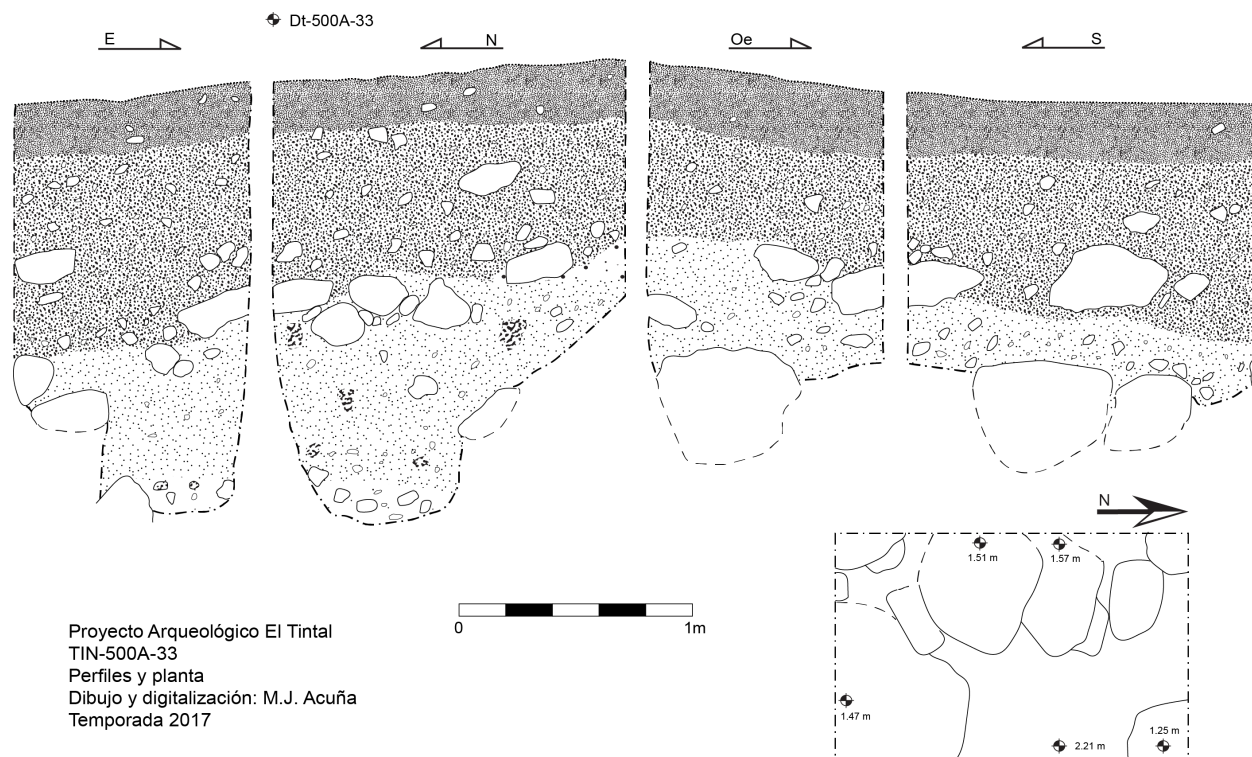 Dt-500A-33
E
N
Oe
S
N
1.51 m
1.57 m
1.47 m
1.25 m
2.21 m
0
1m
Proyecto Arqueológico El Tintal
TIN-500A-33
Perfiles y planta
Dibujo y digitalización: M.J. Acuña
Temporada 2017